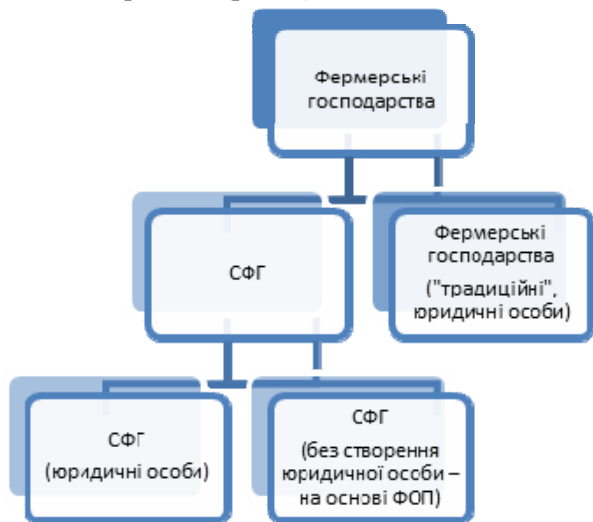 Фермерські
господарства
СФГ
Фермерські
господарства
("традиційні",
юридичні особи)
СФГ
(юридичні особи)
СФГ
(без створення
юридичної особи –
на основі ФОП)